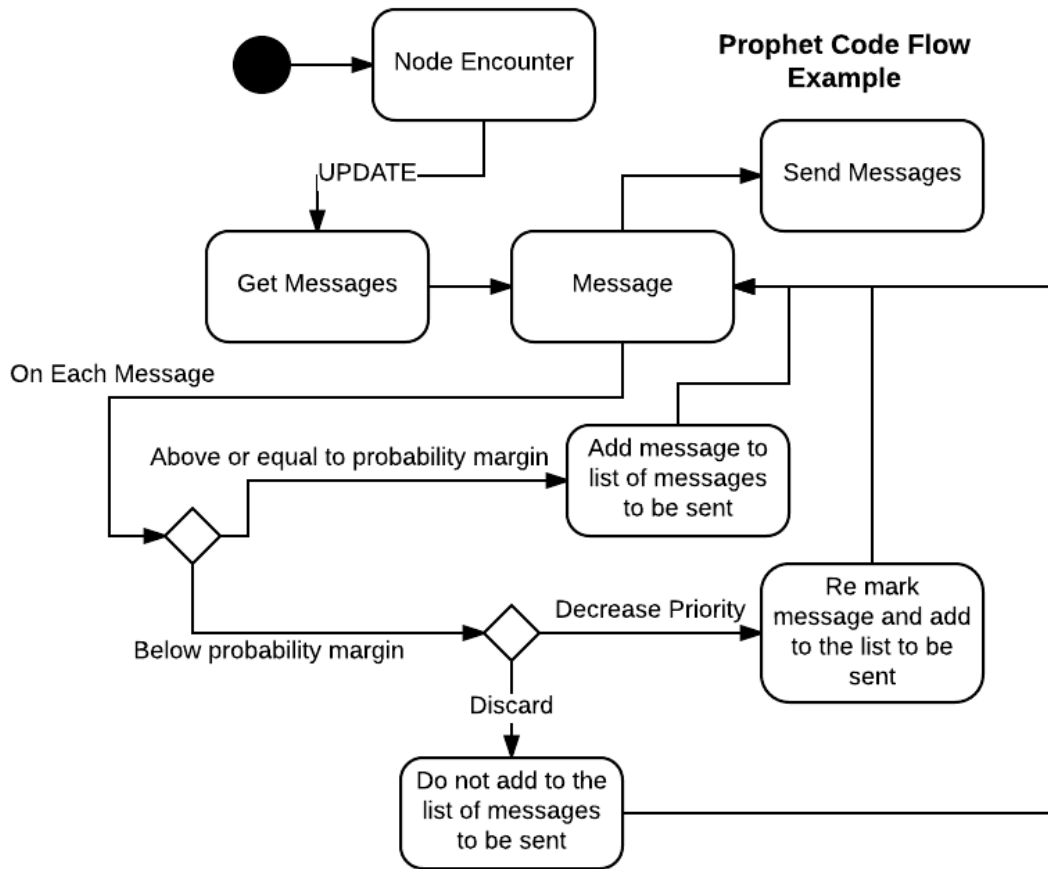 Node Encounter
Prophet Code Flow
Example
UPDATE
Send Messages
Get Messages
Message
On Each Message
Above or equal to probability margin
Add message to
list of messages
to be sent
Below probability margin
Decrease Priority
Re mark
message and add
to the list to be
sent
Discard
Do not add to the
list of messages
to be sent